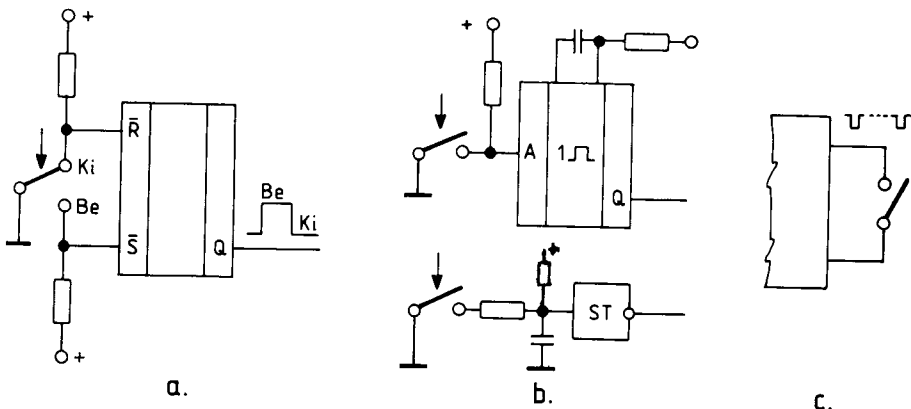 +
R̅
Ki
Be
S̅
Q
Be
Ki
+
a.
+
A
1
Q
+
ST
b.
c.